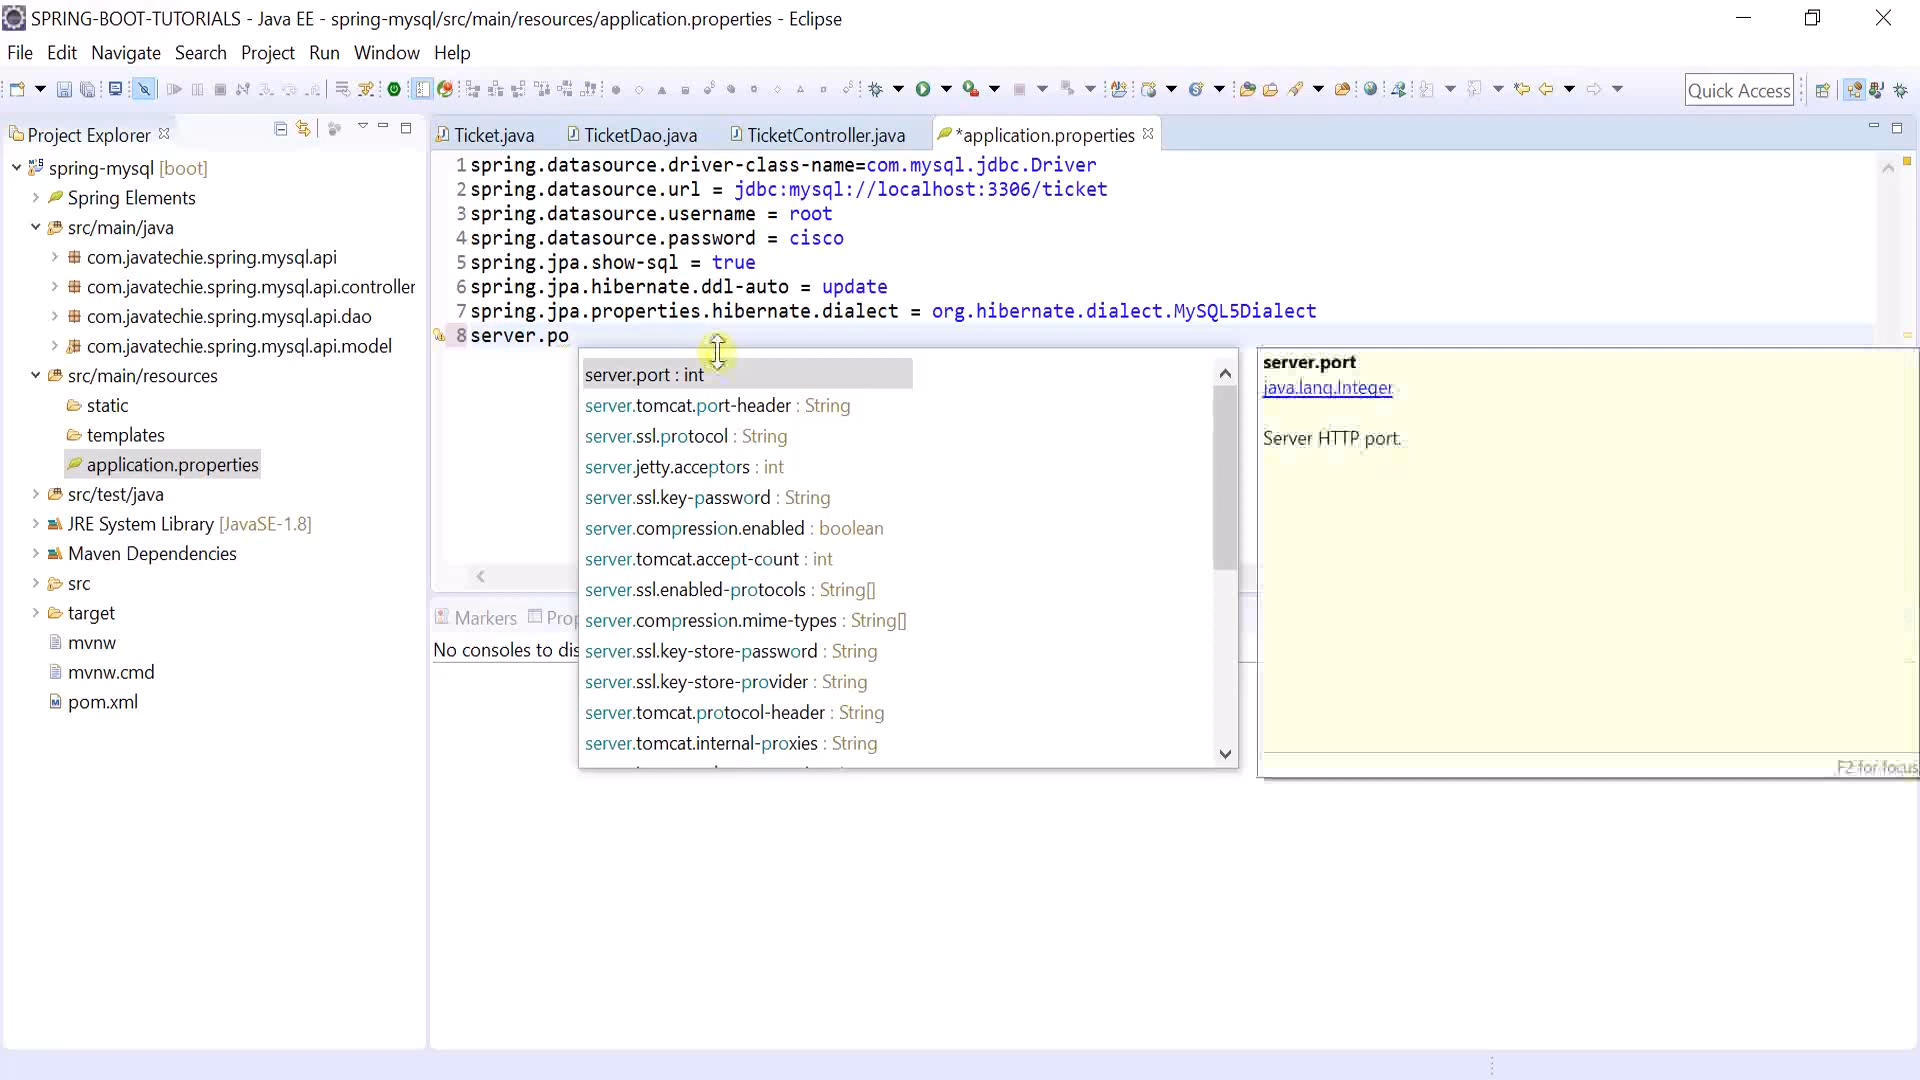 SPRING-BOOT-TUTORIALS - Java EE - spring-mysql/src/main/resources/application.properties - Eclipse
File Edit Navigate Search Project Run Window Help
Quick Access
Project Explorer
spring-mysql [boot]
Spring Elements
src/main/java
com.javatechie.spring.mysql.api
com.javatechie.spring.mysql.api.controller
com.javatechie.spring.mysql.api.dao
com.javatechie.spring.mysql.api.model
src/main/resources
static
templates
application.properties
src/test/java
JRE System Library [JavaSE-1.8]
Maven Dependencies
src
target
mvnw
mvnw.cmd
pom.xml
Ticket.java TicketDao.java TicketController.java *application.properties
1 spring.datasource.driver-class-name=com.mysql.jdbc.Driver
2 spring.datasource.url = jdbc:mysql://localhost:3306/ticket
3 spring.datasource.username = root
4 spring.datasource.password = cisco
5 spring.jpa.show-sql = true
6 spring.jpa.hibernate.ddl-auto = update
7 spring.jpa.properties.hibernate.dialect = org.hibernate.dialect.MySQL5Dialect
8 server.po
server.port : int
server.tomcat.port-header : String
server.ssl.protocol : String
server.jetty.acceptors : int
server.ssl.key-password : String
server.compression.enabled : boolean
server.tomcat.accept-count : int
server.ssl.enabled-protocols : String[]
server.compression.mime-types : String[]
server.ssl.key-store-password : String
server.ssl.key-store-provider : String
server.tomcat.protocol-header : String
server.tomcat.internal-proxies : String
server.port
java.lang.Integer
Server HTTP port.
F2 for focus
Markers Prop
No consoles to dis